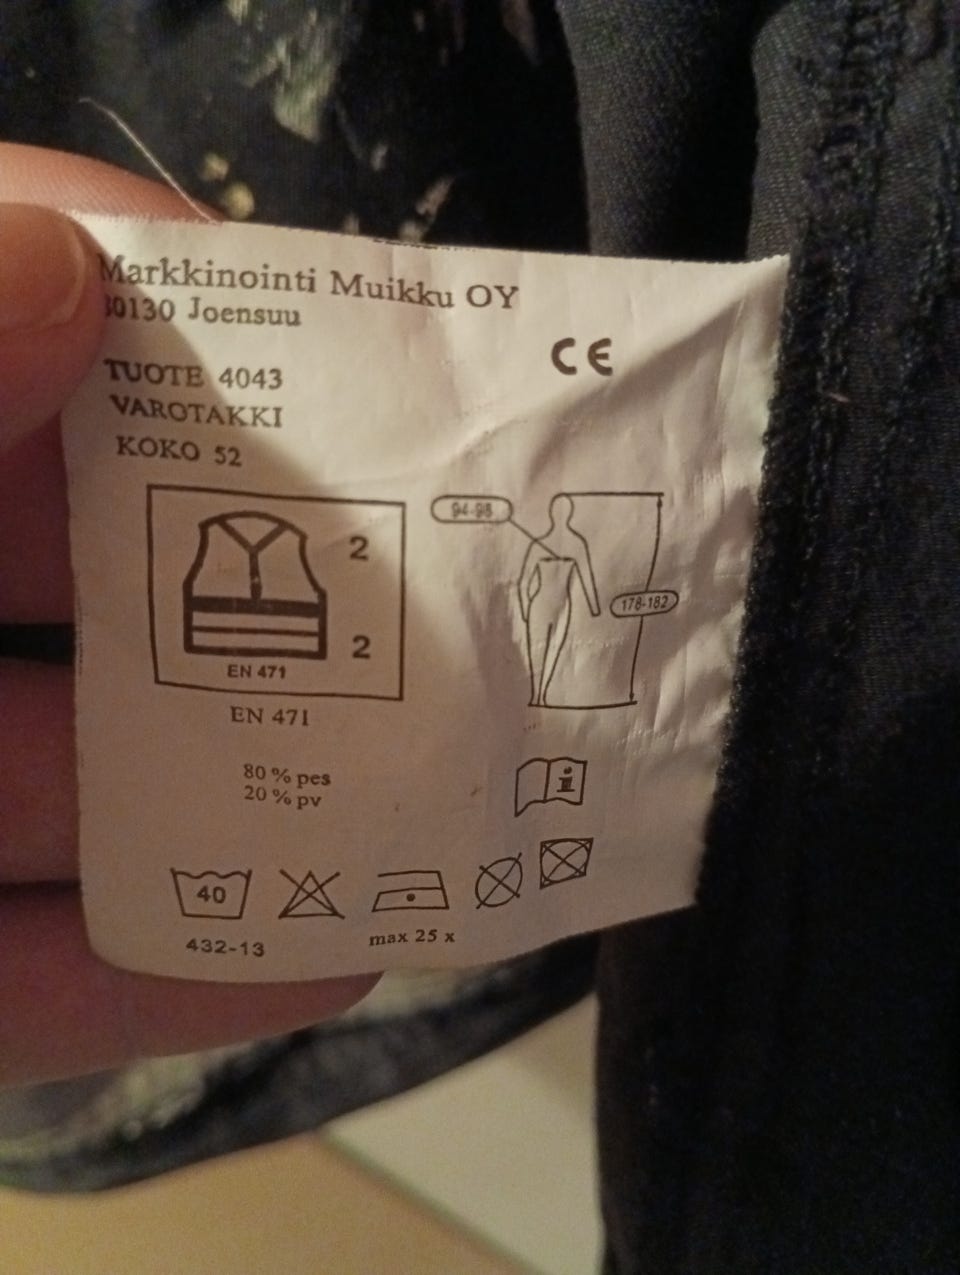 Markkinointi Muikku OY
80130 Joensuu
CE
TUOTE 4043
VAROTAKKI
KOKO 52
2
2
EN 471
EN 471
94-98
178-182
80 % pes
20 % pv
i
40
432-13
max 25 x